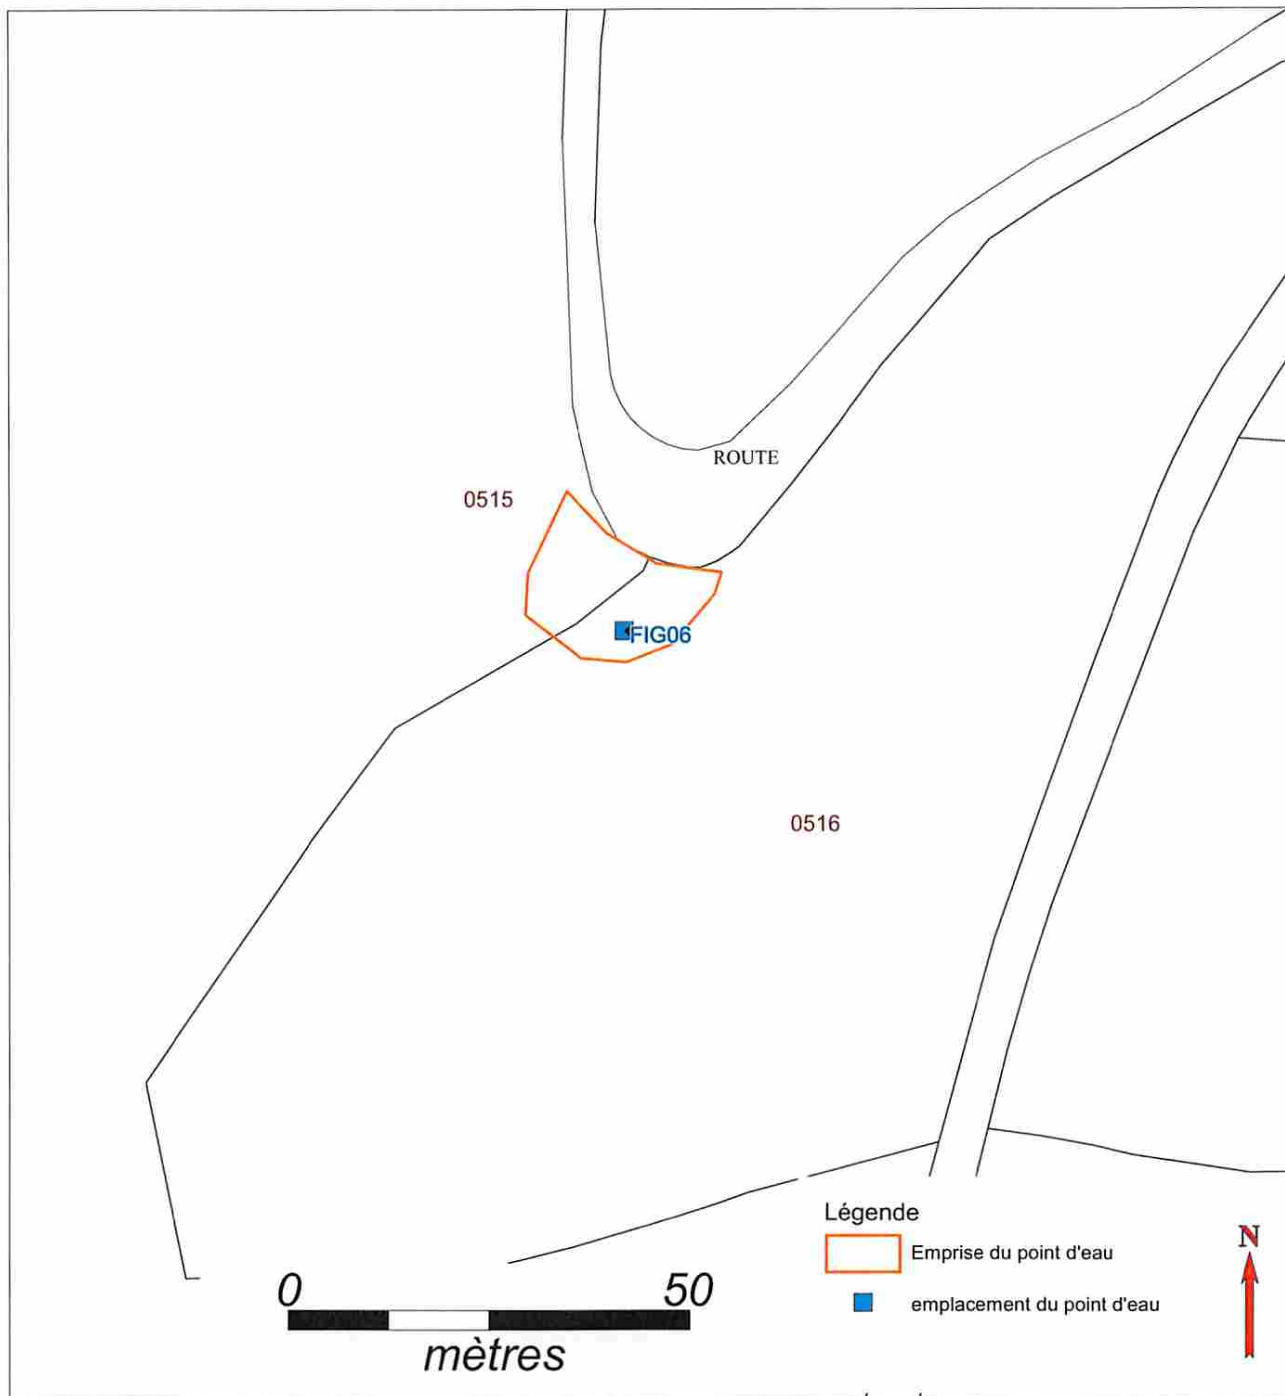 ROUTE
0515
FIG06
0516
Légende
Emprise du point d'eau
emplacement du point d'eau
N
0 50
mètres